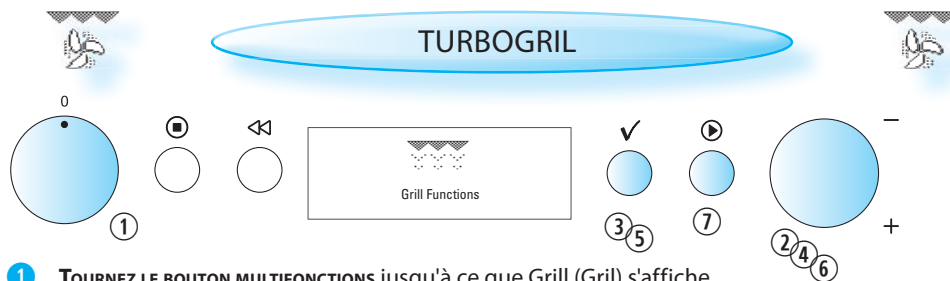 TURBOGRIL
0
Grill Functions
−
+
① ③ ⑤ ⑦ ② ④ ⑥
1 TOURNEZ LE BOUTON MULTIFONCTIONS jusqu'à ce que Grill (Gril) s'affiche.